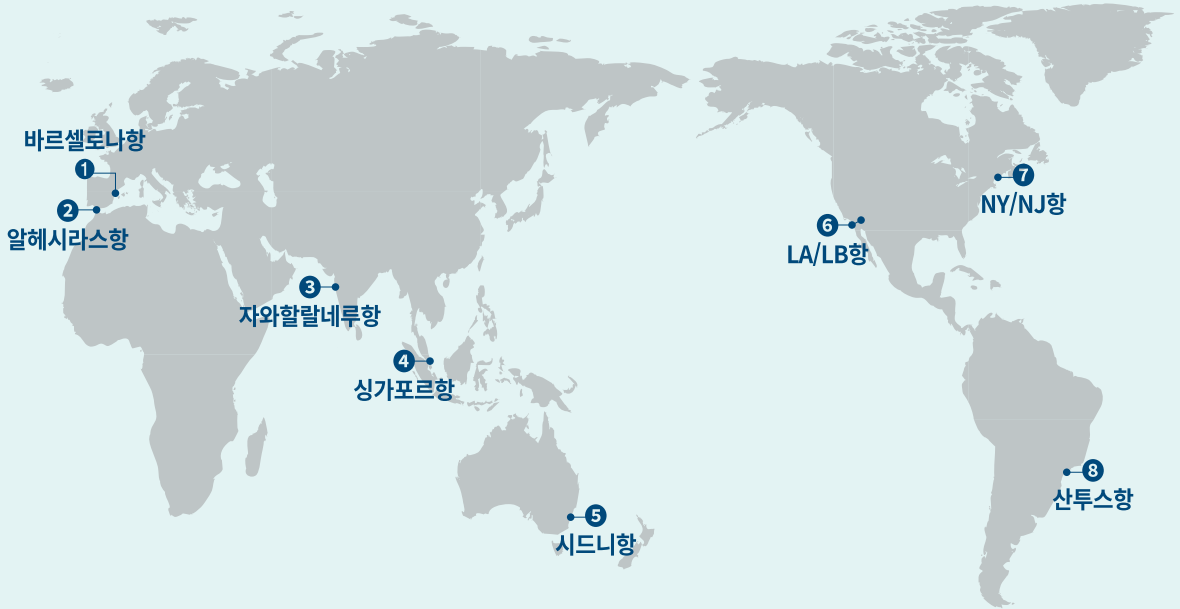 바르셀로나항
1
2
알헤시라스항
3
자와할랄네루항
4
싱가포르항
5
시드니항
6
LA/LB항
7
NY/NJ항
8
산투스항